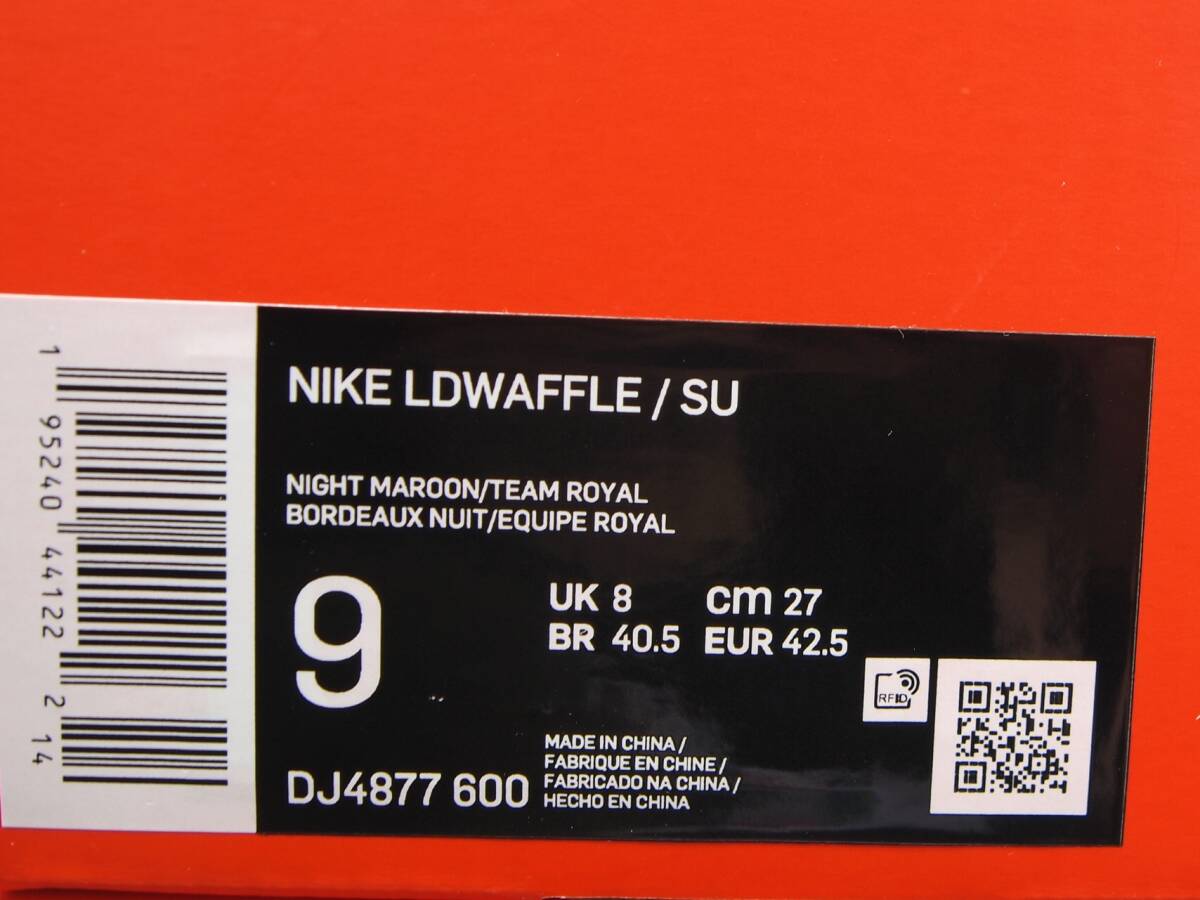 1 95240 44122 2 14
NIKE LDWAFFLE / SU
NIGHT MAROON/TEAM ROYAL
BORDEAUX NUIT/EQUIPE ROYAL
9
UK 8 cm 27
BR 40.5 EUR 42.5
RFID
DJ4877 600
MADE IN CHINA /
FABRIQUE EN CHINE /
FABRICADO NA CHINA /
HECHO EN CHINA